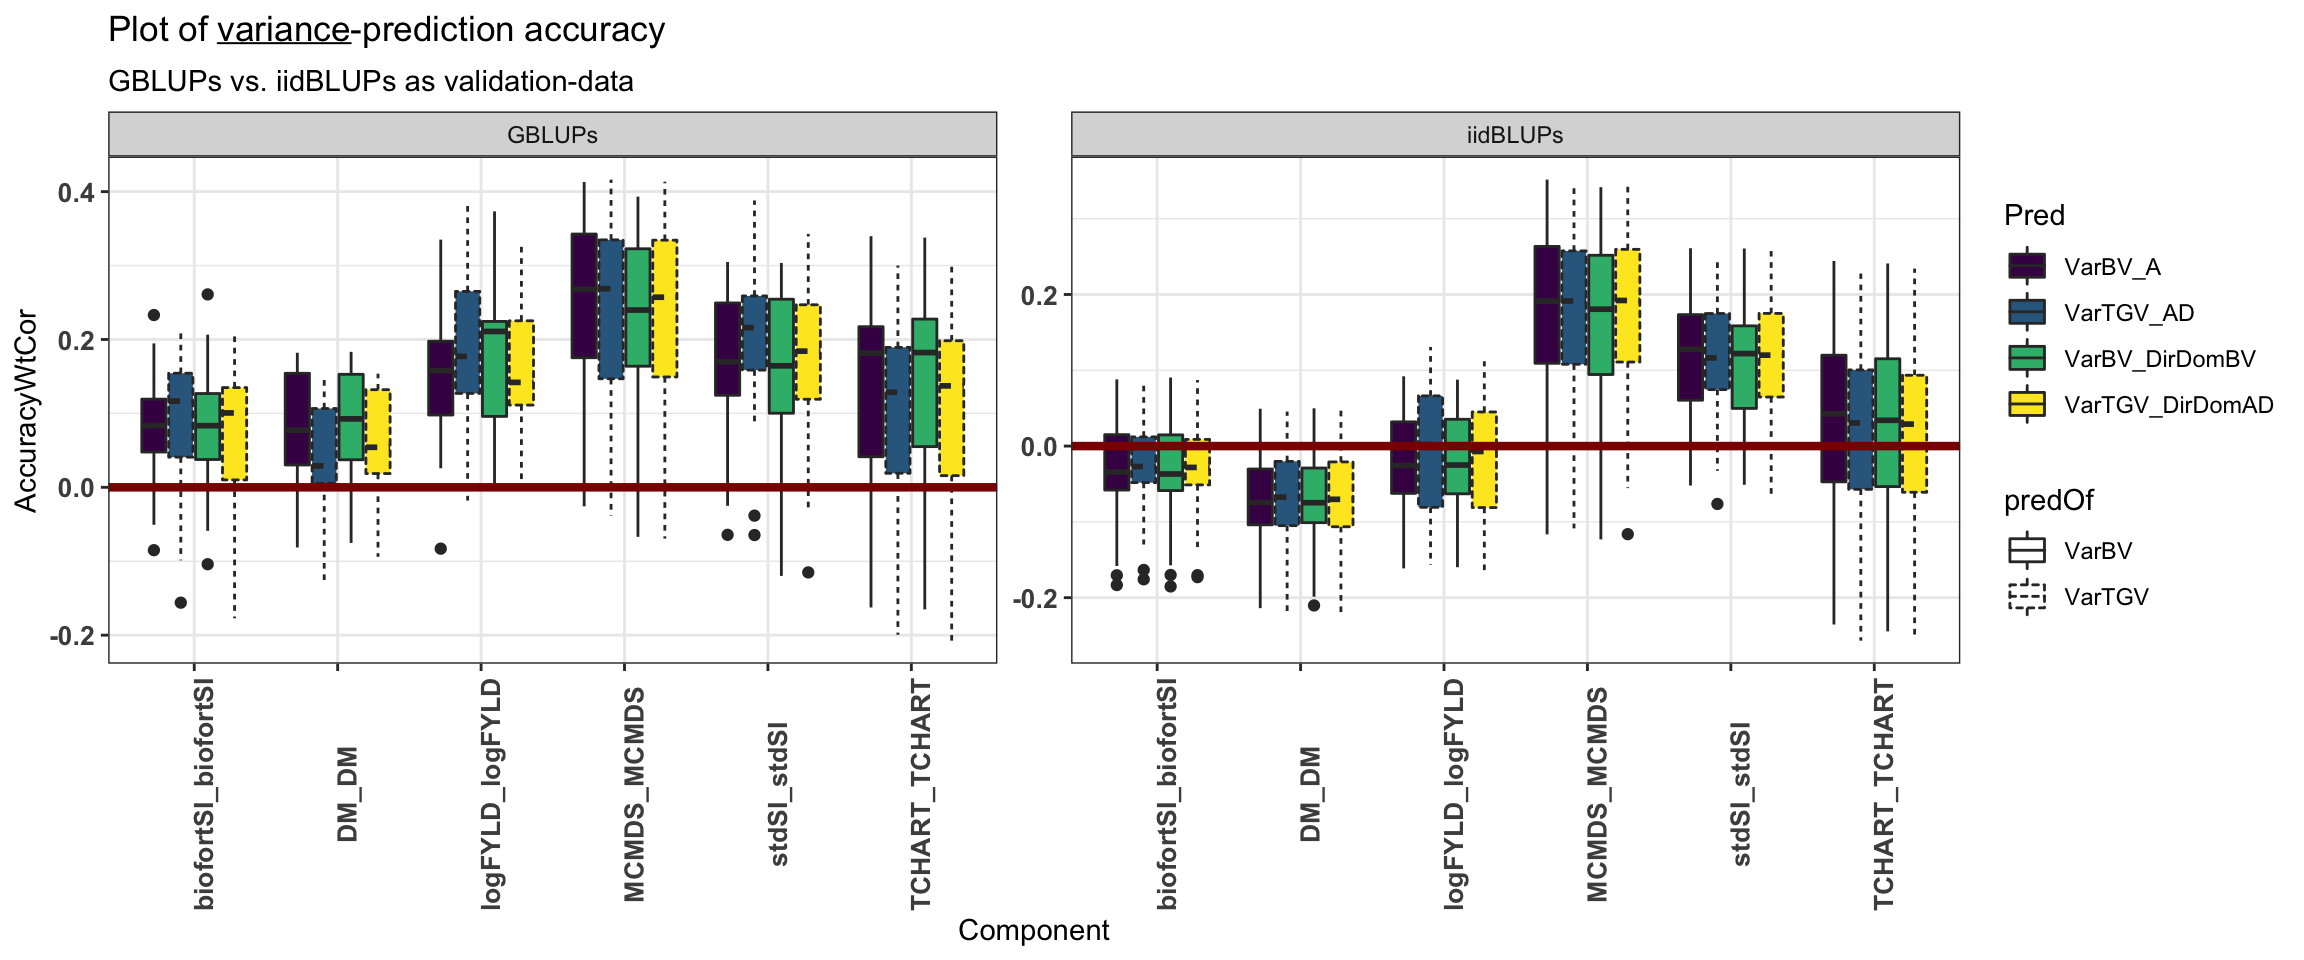 Plot of variance-prediction accuracy
GBLUPs vs. iidBLUPs as validation-data
GBLUPs
iidBLUPs
AccuracyWtCor
0.4
0.2
0.0
-0.2
0.2
0.0
-0.2
biofortSI_biofortSI
DM_DM
logFYLD_logFYLD
MCMDS_MCMDS
stdSI_stdSI
TCHART_TCHART
biofortSI_biofortSI
DM_DM
logFYLD_logFYLD
MCMDS_MCMDS
stdSI_stdSI
TCHART_TCHART
Component
Pred
VarBV_A
VarTGV_AD
VarBV_DirDomBV
VarTGV_DirDomAD
predOf
VarBV
VarTGV